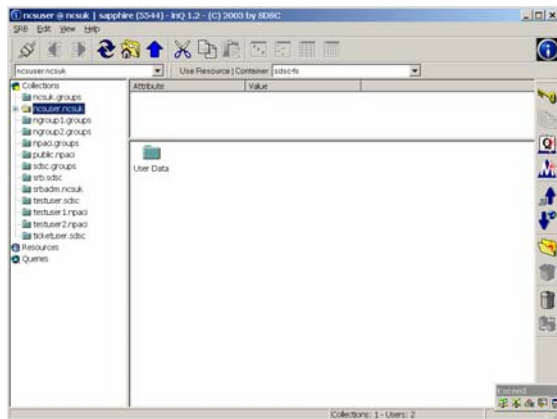 ncsuser @ ncsuk | sapphire (5544) - inQ 1.2 - (C) 2003 by SDSC
SRB Edit View Help
ncsuser.ncsuk
Use Resource | Container
sdsc-fs
Collections
ncsuk.groups
ncsuser.ncsuk
ngroup1.groups
ngroup2.groups
npaci.groups
public.npaci
sdsc.groups
srb.sdsc
srbadm.ncsuk
testuser.sdsc
testuser1.npaci
testuser2.npaci
ticketuser.sdsc
Resources
Queries
Attribute
Value
User Data
Exceed
Collections: 1 - Users: 2